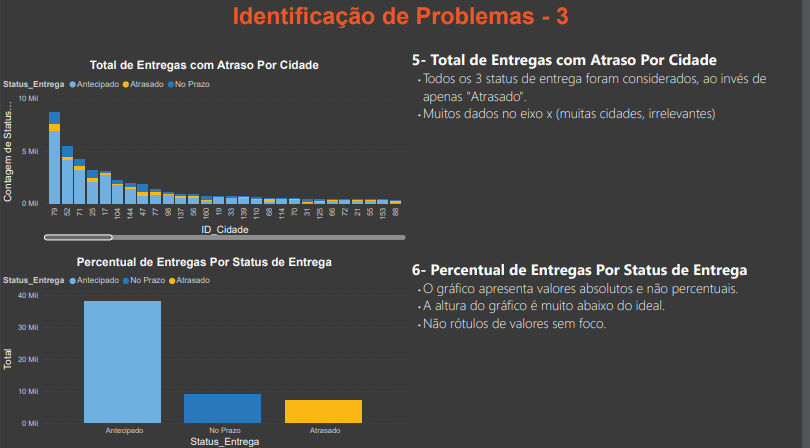 Identificação de Problemas - 3
Total de Entregas com Atraso Por Cidade
Status_Entrega Antecipado Atrasado No Prazo
Contagem de Status...
10 Mil
5 Mil
0 Mil
79 52 71 25 17 104 144 47 77 98 137 56 160 19 33 139 110 68 114 70 31 125 66 72 21 55 153 88
ID_Cidade
5- Total de Entregas com Atraso Por Cidade
• Todos os 3 status de entrega foram considerados, ao invés de
apenas "Atrasado".
• Muitos dados no eixo x (muitas cidades, irrelevantes)
Percentual de Entregas Por Status de Entrega
Status_Entrega Antecipado No Prazo Atrasado
Total
40 Mil
30 Mil
20 Mil
10 Mil
0 Mil
Antecipado No Prazo Atrasado
Status_Entrega
6- Percentual de Entregas Por Status de Entrega
• O gráfico apresenta valores absolutos e não percentuais.
• A altura do gráfico é muito abaixo do ideal.
• Não rótulos de valores sem foco.